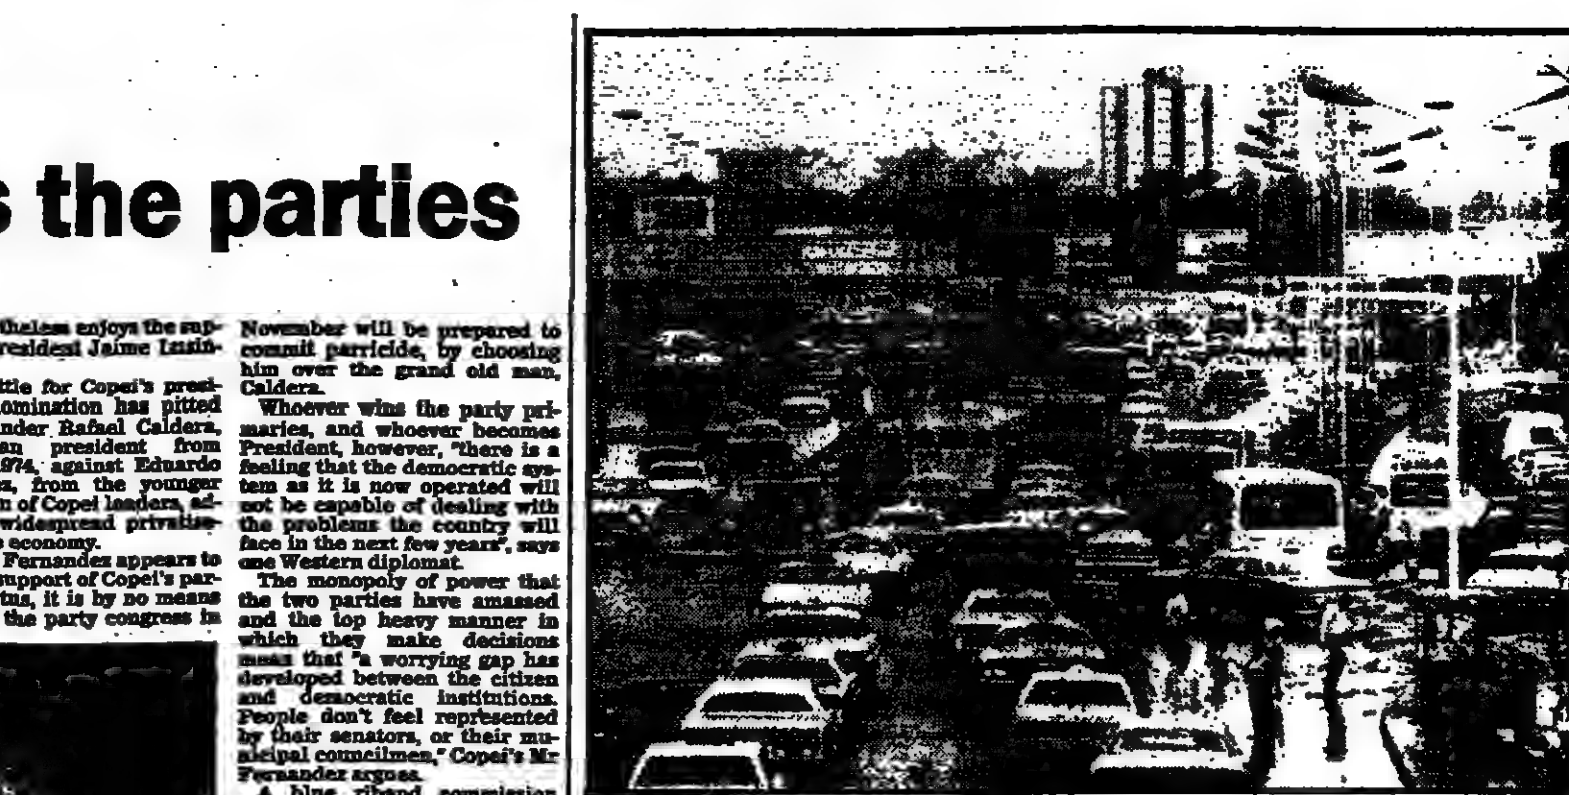 the parties
theless enjoys the sup-
resident Jaime Lusin-
ttle for Copei's presi-
omination has pitted
nder Rafael Caldera,
an president from
974, against Eduardo
z, from the younger
n of Copei leaders, ad-
widespread privatise-
economy.
Fernandez appears to
support of Copei's par-
tus, it is by no means
the party congress in
November will be prepared to
commit parricide, by choosing
him over the grand old man,
Caldera.
Whoever wins the party pri-
maries, and whoever becomes
President, however, "there is a
feeling that the democratic sys-
tem as it is now operated will
not be capable of dealing with
the problems the country will
face in the next few years", says
one Western diplomat.
The monopoly of power that
the two parties have amassed
and the top heavy manner in
which they make decisions
mean that "a worrying gap has
developed between the citizen
and democratic institutions.
People don't feel represented
by their senators, or their mu-
nicipal councilmen," Copei's Mr
Fernandez argues.
A blue riband commission